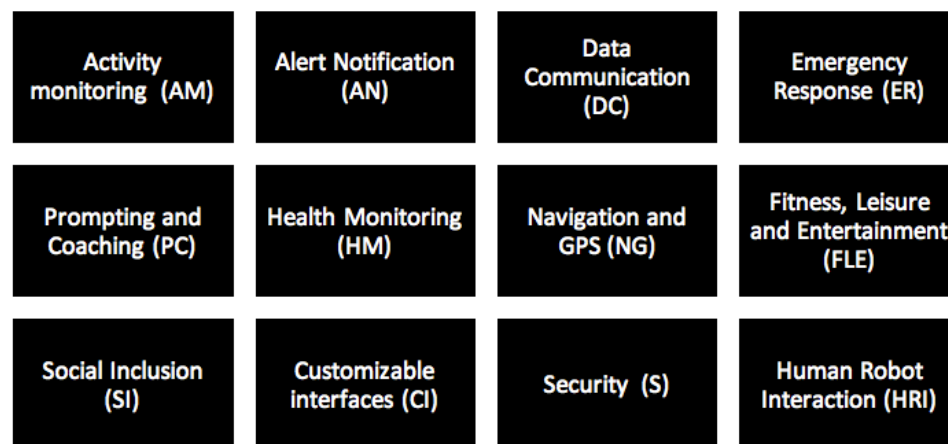 Activity
monitoring (AM)
Alert Notification
(AN)
Data
Communication
(DC)
Emergency
Response (ER)
Prompting and
Coaching (PC)
Health Monitoring
(HM)
Navigation and
GPS (NG)
Fitness, Leisure
and Entertainment
(FLE)
Social Inclusion
(SI)
Customizable
interfaces (CI)
Security (S)
Human Robot
Interaction (HRI)